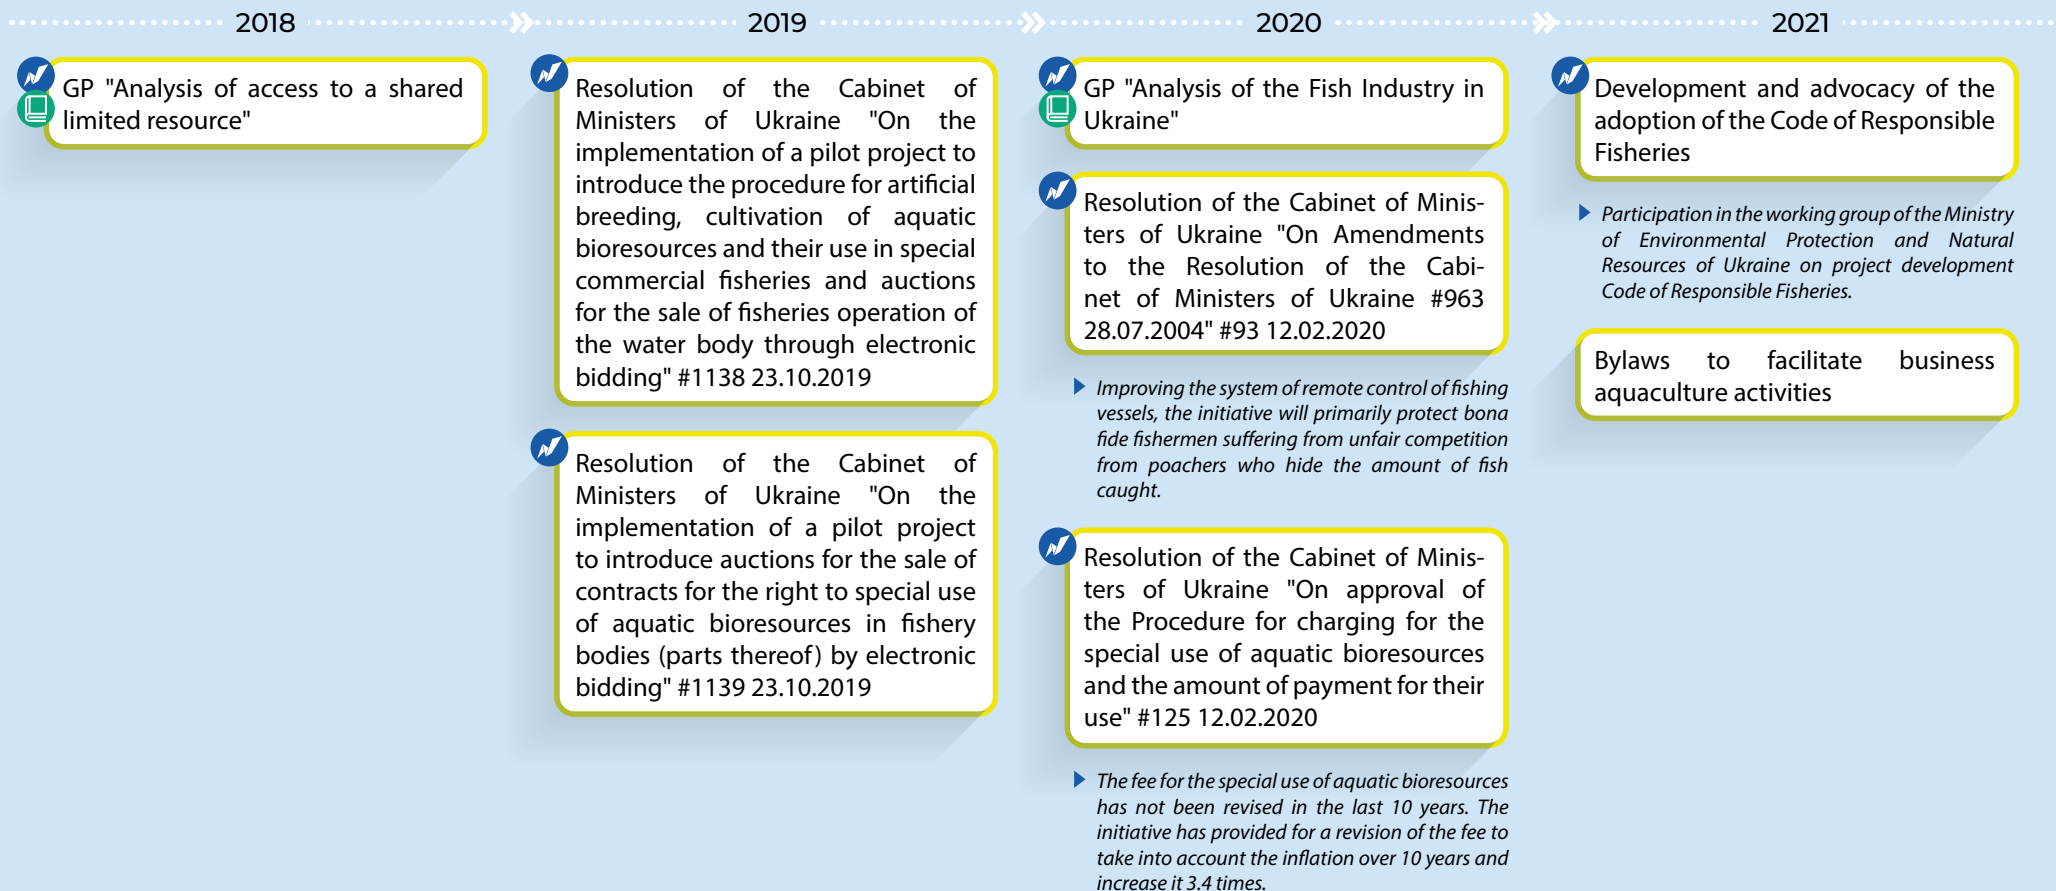 2018
GP "Analysis of access to a shared
limited resource"
2019
Resolution of the Cabinet of
Ministers of Ukraine "On the
implementation of a pilot project to
introduce the procedure for artificial
breeding, cultivation of aquatic
bioresources and their use in special
commercial fisheries and auctions
for the sale of fisheries operation of
the water body through electronic
bidding" #1138 23.10.2019
Resolution of the Cabinet of
Ministers of Ukraine "On the
implementation of a pilot project
to introduce auctions for the sale of
contracts for the right to special use
of aquatic bioresources in fishery
bodies (parts thereof) by electronic
bidding" #1139 23.10.2019
2020
GP "Analysis of the Fish Industry in
Ukraine"
Resolution of the Cabinet of Minis-
ters of Ukraine "On Amendments
to the Resolution of the Cabi-
net of Ministers of Ukraine #963
28.07.2004" #93 12.02.2020
Improving the system of remote control of fishing
vessels, the initiative will primarily protect bona
fide fishermen suffering from unfair competition
from poachers who hide the amount of fish
caught.
Resolution of the Cabinet of Minis-
ters of Ukraine "On approval of
the Procedure for charging for the
special use of aquatic bioresources
and the amount of payment for their
use" #125 12.02.2020
The fee for the special use of aquatic bioresources
has not been revised in the last 10 years. The
initiative has provided for a revision of the fee to
take into account the inflation over 10 years and
increase it 3.4 times.
2021
Development and advocacy of the
adoption of the Code of Responsible
Fisheries
Participation in the working group of the Ministry
of Environmental Protection and Natural
Resources of Ukraine on project development
Code of Responsible Fisheries.
Bylaws to facilitate business
aquaculture activities